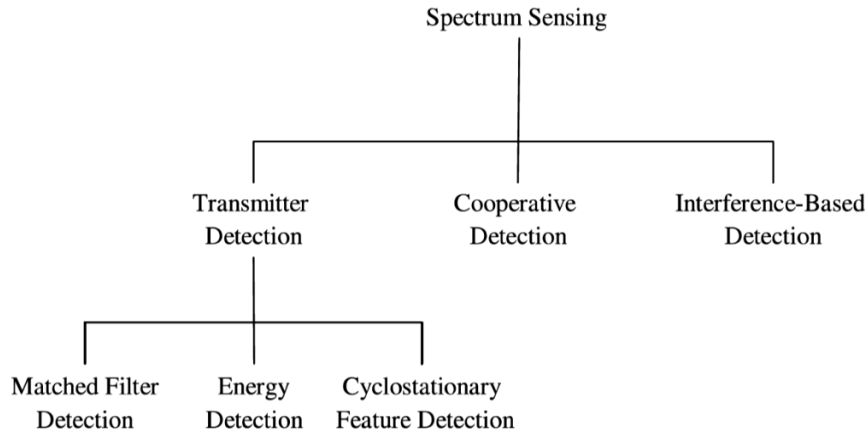 Spectrum Sensing
Transmitter
Detection
Cooperative
Detection
Interference-Based
Detection
Matched Filter
Detection
Energy
Detection
Cyclostationary
Feature Detection